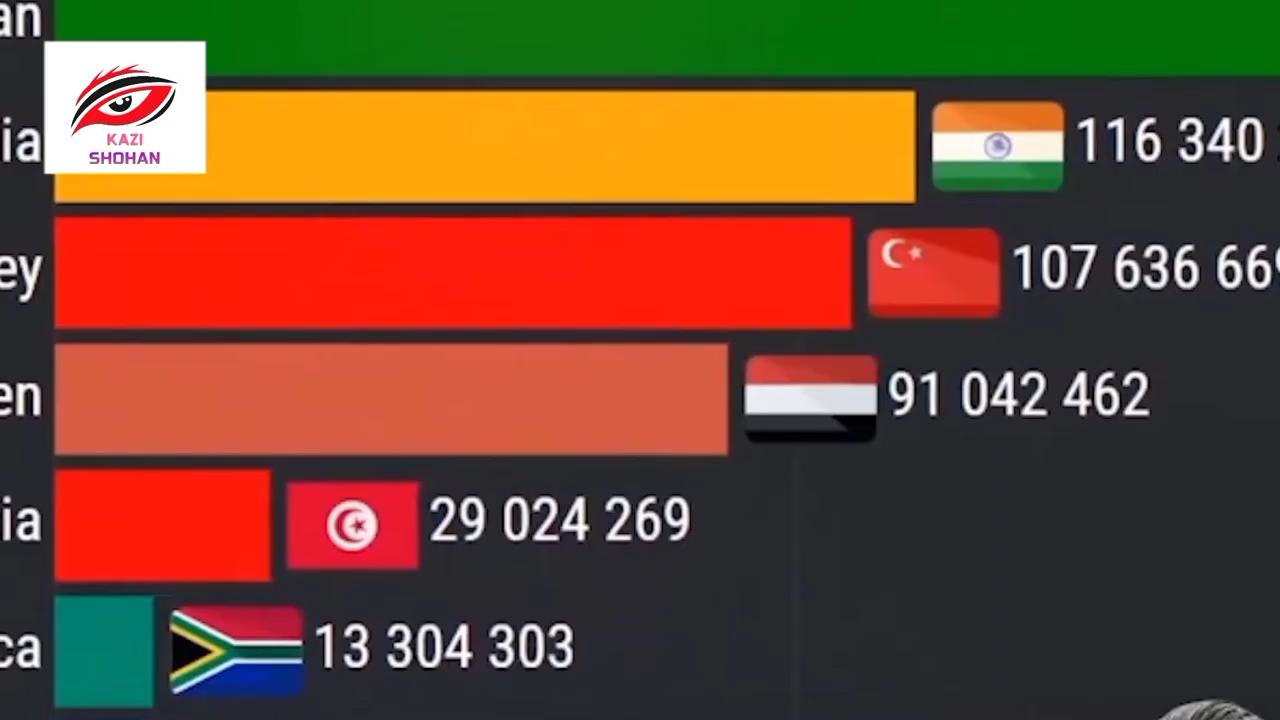 an
KAZI
SHOHAN
ia
116 340
ey
107 636 669
en
91 042 462
ia
29 024 269
ca
13 304 303